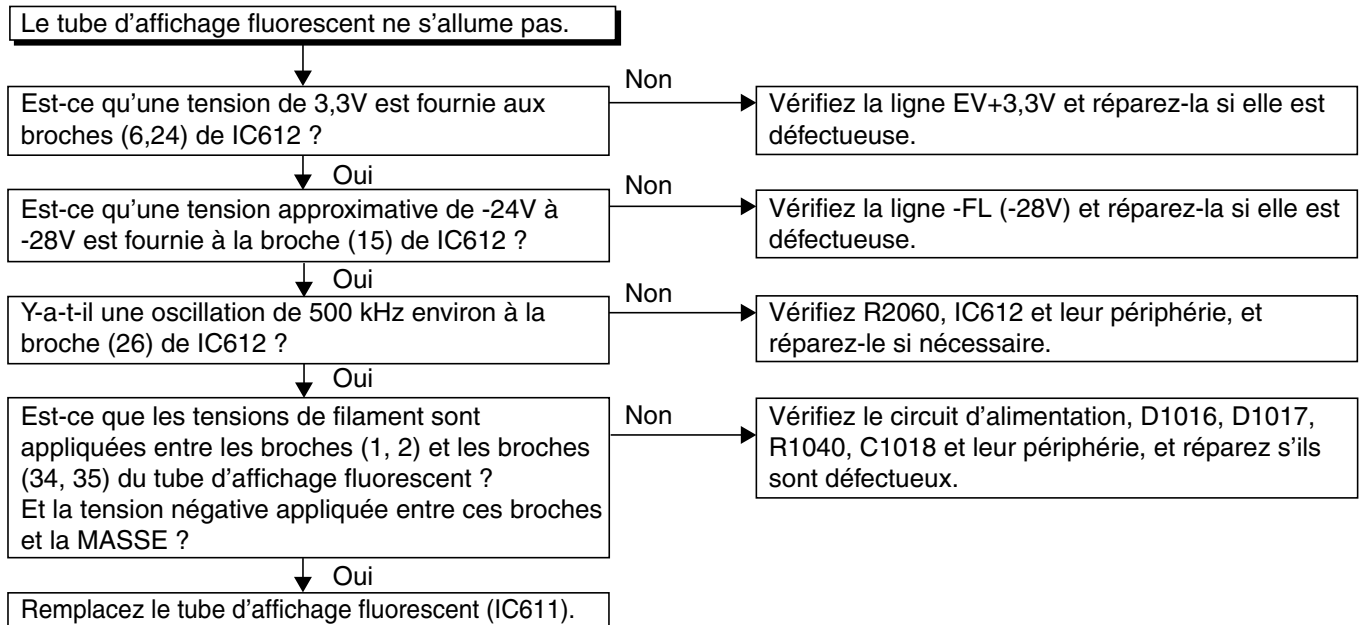 Le tube d'affichage fluorescent ne s'allume pas.
Est-ce qu'une tension de 3,3V est fournie aux
broches (6,24) de IC612 ?
Non
Vérifiez la ligne EV+3,3V et réparez-la si elle est
défectueuse.
Oui
Est-ce qu'une tension approximative de -24V à
-28V est fournie à la broche (15) de IC612 ?
Non
Vérifiez la ligne -FL (-28V) et réparez-la si elle est
défectueuse.
Oui
Y-a-t-il une oscillation de 500 kHz environ à la
broche (26) de IC612 ?
Non
Vérifiez R2060, IC612 et leur périphérie, et
réparez-le si nécessaire.
Oui
Est-ce que les tensions de filament sont
appliquées entre les broches (1, 2) et les broches
(34, 35) du tube d'affichage fluorescent ?
Et la tension négative appliquée entre ces broches
et la MASSE ?
Non
Vérifiez le circuit d'alimentation, D1016, D1017,
R1040, C1018 et leur périphérie, et réparez s'ils
sont défectueux.
Oui
Remplacez le tube d'affichage fluorescent (IC611).